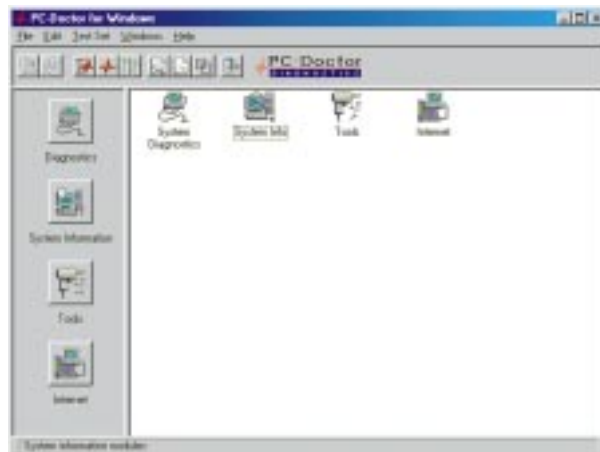 PC-Doctor for Windows
File Edit Test Set Windows Help
PC Doctor
DIAGNOSTICS
System Diagnostics
System Info
Tools
Internet
Diagnostics
System Information
Tools
Internet
System information modules